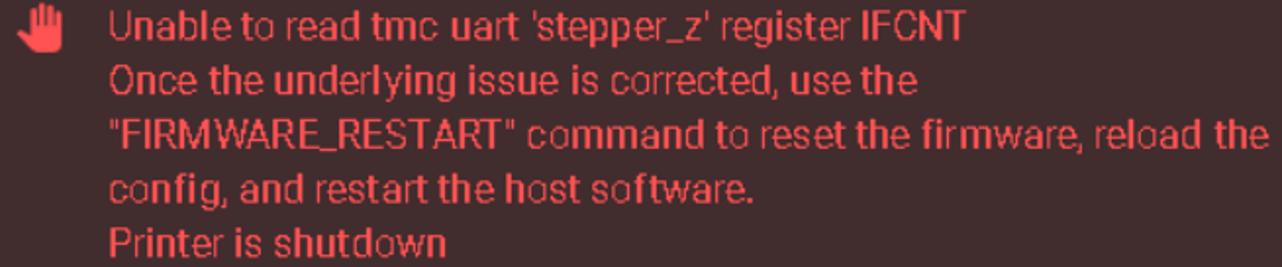 Unable to read tmc uart 'stepper_z' register IFCNT
Once the underlying issue is corrected, use the
"FIRMWARE_RESTART" command to reset the firmware, reload the
config, and restart the host software.
Printer is shutdown